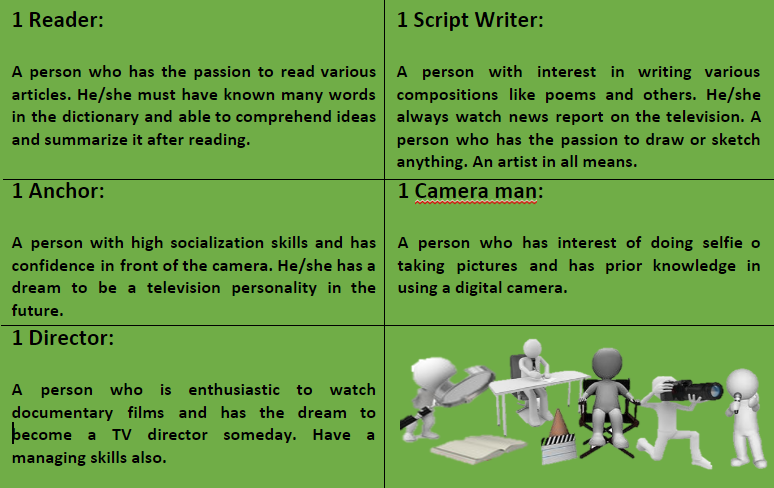 1 Reader:
A person who has the passion to read various
articles. He/she must have known many words
in the dictionary and able to comprehend ideas
and summarize it after reading.
1 Script Writer:
A person with interest in writing various
compositions like poems and others. He/she
always watch news report on the television. A
person who has the passion to draw or sketch
anything. An artist in all means.
1 Anchor:
A person with high socialization skills and has
confidence in front of the camera. He/she has a
dream to be a television personality in the
future.
1 Camera man:
A person who has interest of doing selfie o
taking pictures and has prior knowledge in
using a digital camera.
1 Director:
A person who is enthusiastic to watch
documentary films and has the dream to
become a TV director someday. Have a
managing skills also.